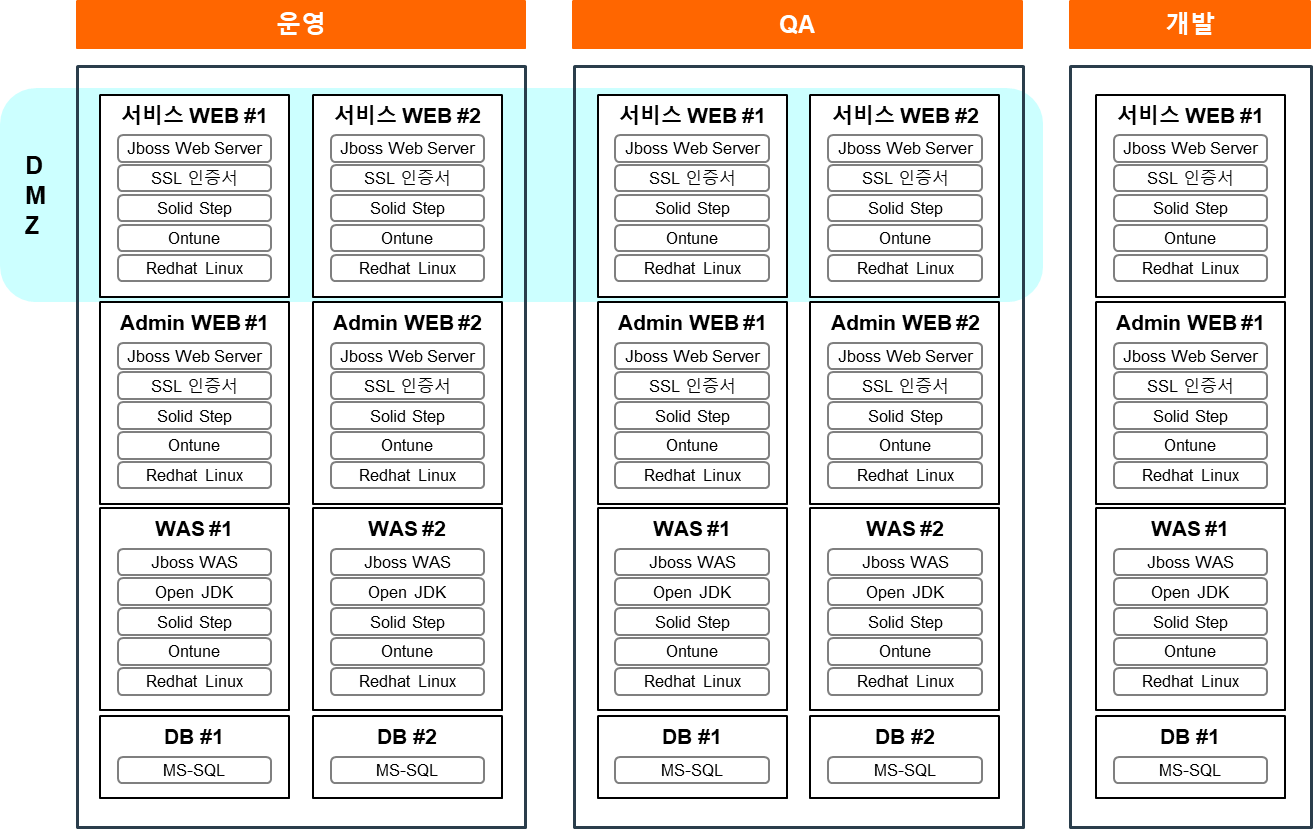 운영
QA
개발
DMZ
서비스 WEB #1
Jboss Web Server
SSL 인증서
Solid Step
Ontune
Redhat Linux
서비스 WEB #2
Jboss Web Server
SSL 인증서
Solid Step
Ontune
Redhat Linux
서비스 WEB #1
Jboss Web Server
SSL 인증서
Solid Step
Ontune
Redhat Linux
서비스 WEB #2
Jboss Web Server
SSL 인증서
Solid Step
Ontune
Redhat Linux
서비스 WEB #1
Jboss Web Server
SSL 인증서
Solid Step
Ontune
Redhat Linux
Admin WEB #1
Jboss Web Server
SSL 인증서
Solid Step
Ontune
Redhat Linux
Admin WEB #2
Jboss Web Server
SSL 인증서
Solid Step
Ontune
Redhat Linux
Admin WEB #1
Jboss Web Server
SSL 인증서
Solid Step
Ontune
Redhat Linux
Admin WEB #2
Jboss Web Server
SSL 인증서
Solid Step
Ontune
Redhat Linux
Admin WEB #1
Jboss Web Server
SSL 인증서
Solid Step
Ontune
Redhat Linux
WAS #1
Jboss WAS
Open JDK
Solid Step
Ontune
Redhat Linux
WAS #2
Jboss WAS
Open JDK
Solid Step
Ontune
Redhat Linux
WAS #1
Jboss WAS
Open JDK
Solid Step
Ontune
Redhat Linux
WAS #2
Jboss WAS
Open JDK
Solid Step
Ontune
Redhat Linux
WAS #1
Jboss WAS
Open JDK
Solid Step
Ontune
Redhat Linux
DB #1
MS-SQL
DB #2
MS-SQL
DB #1
MS-SQL
DB #2
MS-SQL
DB #1
MS-SQL